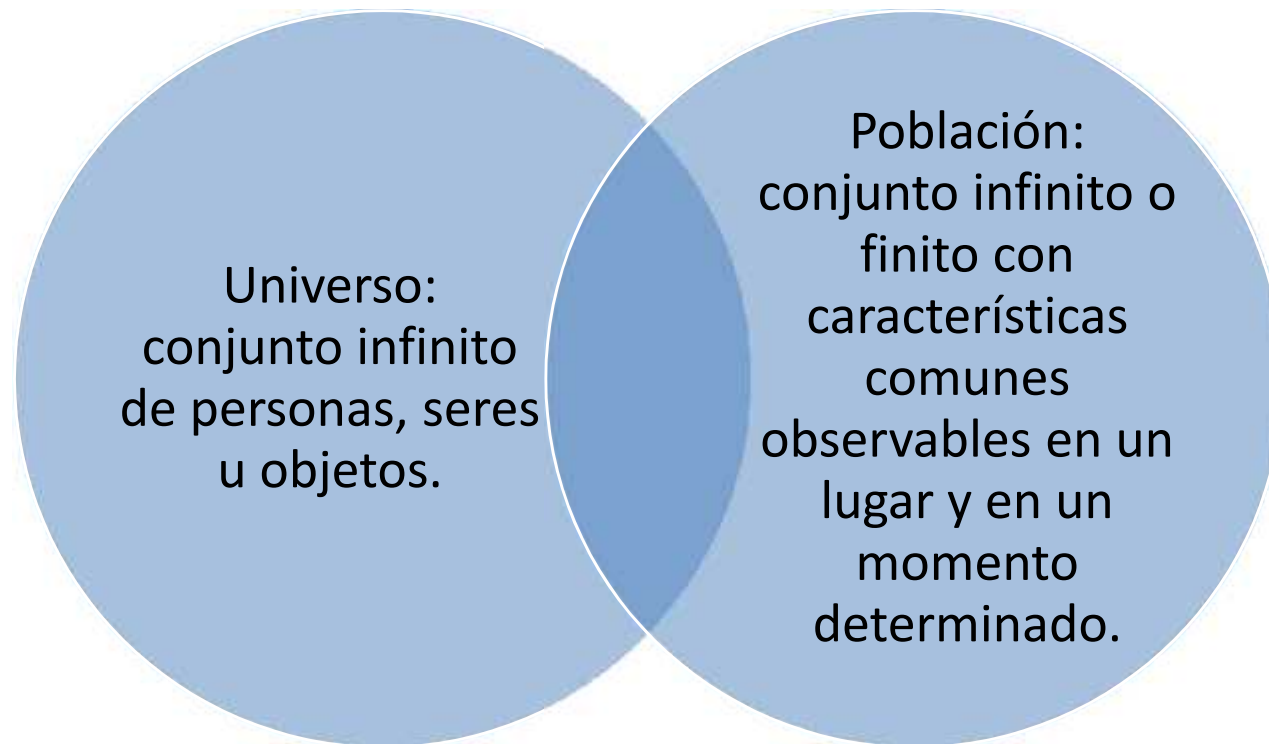 Universo:
conjunto infinito
de personas, seres
u objetos.
Población:
conjunto infinito o
finito con
características
comunes
observables en un
lugar y en un
momento
determinado.